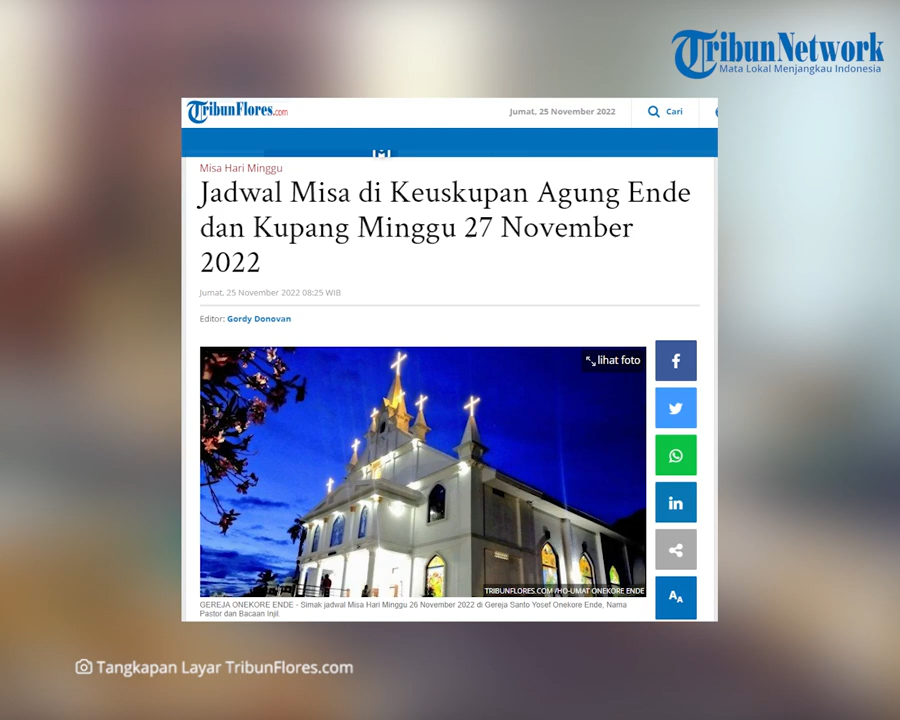 TribunNetwork
Mata Lokal Menjangkau Indonesia
TribunFlores.com
Jumat, 25 November 2022
Cari
Misa Hari Minggu
Jadwal Misa di Keuskupan Agung Ende
dan Kupang Minggu 27 November
2022
Jumat, 25 November 2022 08:25 WIB
Editor: Gordy Donovan
lihat foto
TRIBUNFLORES.COM /HO-UMAT ONEKORE ENDE
GEREJA ONEKORE ENDE - Simak jadwal Misa Hari Minggu 26 November 2022 di Gereja Santo Yosef Onekore Ende, Nama
Pastor dan Bacaan Injil.
AA
Tangkapan Layar TribunFlores.com